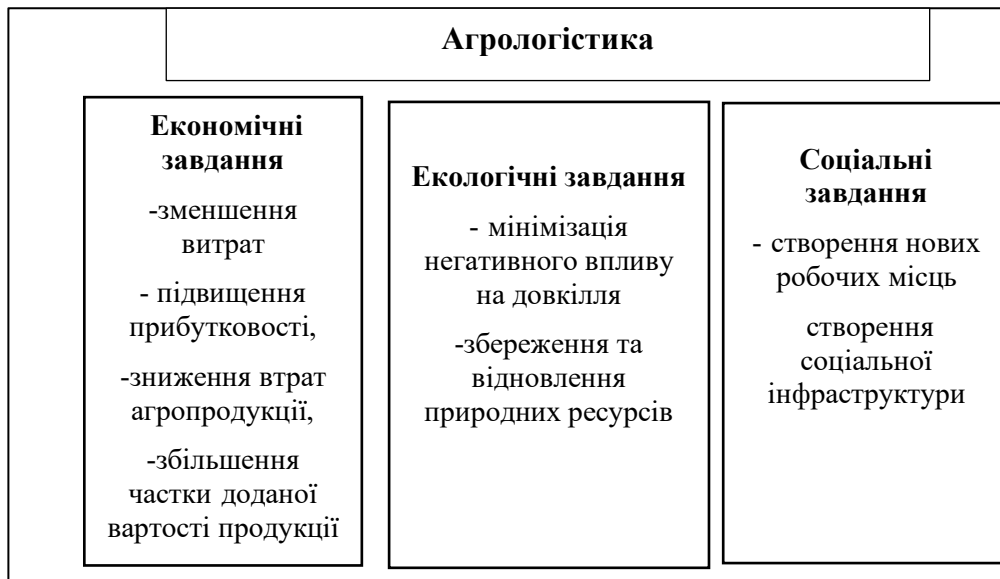 Агрологістика
Економічні
завдання
-зменшення
витрат
- підвищення
прибутковості,
-зниження втрат
агропродукції,
-збільшення
частки доданої
вартості продукції
Екологічні завдання
- мінімізація
негативного впливу
на довкілля
-збереження та
відновлення
природних ресурсів
Соціальні
завдання
- створення нових
робочих місць
створення
соціальної
інфраструктури